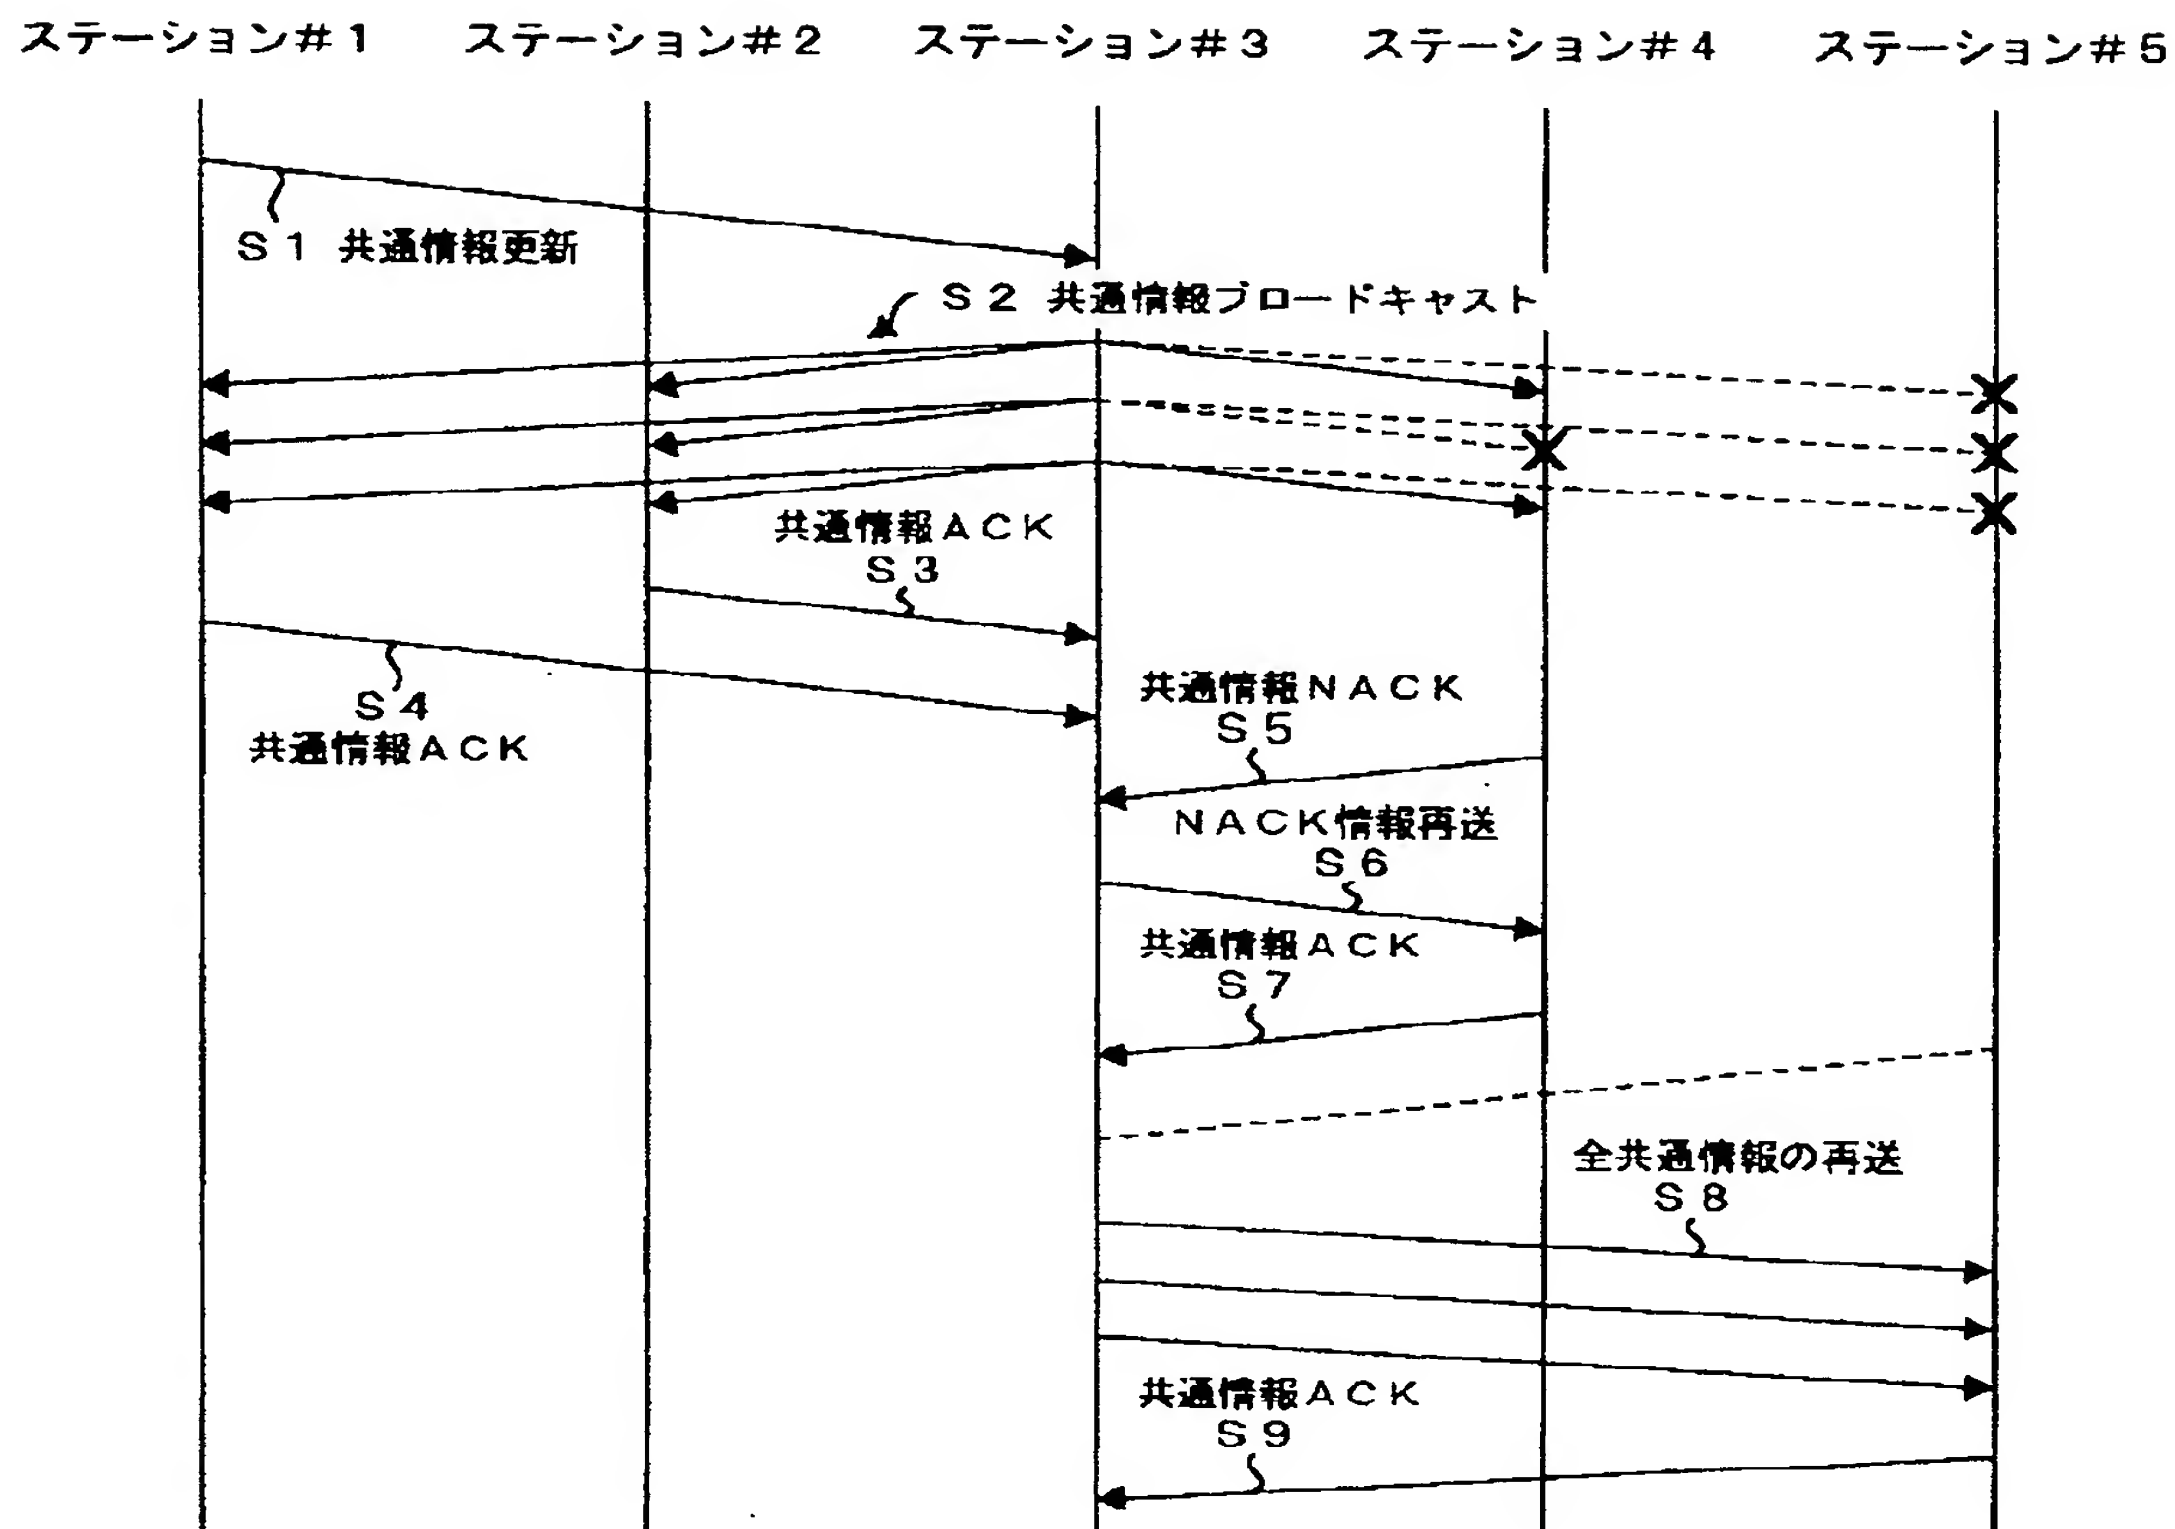 ステーション＃１　ステーション＃２　ステーション＃３　ステーション＃４　ステーション＃５
Ｓ１ 共通情報更新
Ｓ２ 共通情報ブロードキャスト
共通情報ＡＣＫ
Ｓ３
Ｓ４
共通情報ＡＣＫ
共通情報ＮＡＣＫ
Ｓ５
ＮＡＣＫ情報再送
Ｓ６
共通情報ＡＣＫ
Ｓ７
全共通情報の再送
Ｓ８
共通情報ＡＣＫ
Ｓ９